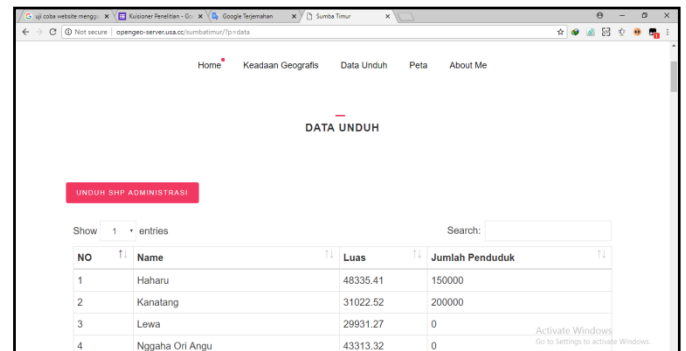 uji coba website mengg
Kuisioner Penelitian - Go
Google Terjemahan
Sumba Timur
Not secure | opengeo-server.usa.cc/sumbatimur/?p=data
Home Keadaan Geografis Data Unduh Peta About Me
DATA UNDUH
UNDUH SHP ADMINISTRASI
Show 1 entries Search:
NO Name Luas Jumlah Penduduk
1 Haharu 48335.41 150000
2 Kanatang 31022.52 200000
3 Lewa 29931.27 0
4 Nggaha Ori Angu 43313.32 0
Activate Windows
Go to Settings to activate Windows.